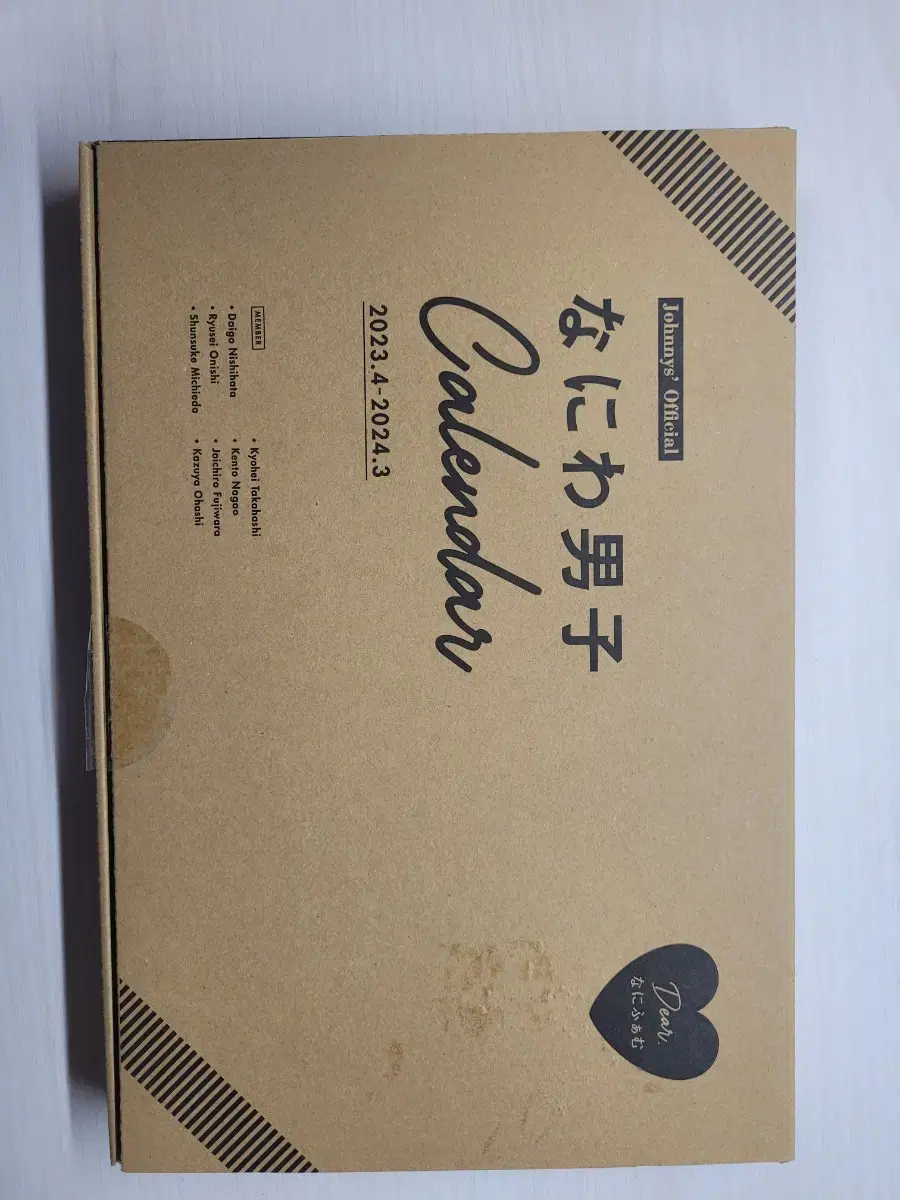 Johnnys' Official
なにわ男子
Calendar
2023.4-2024.3
MEMBER
• Daigo Nishihata
• Ryusei Onishi
• Shunsuke Michieda
• Kyohei Takahashi
• Kento Nagao
• Joichiro Fujiwara
• Kazuya Ohashi
Dear.
なにふぁむ